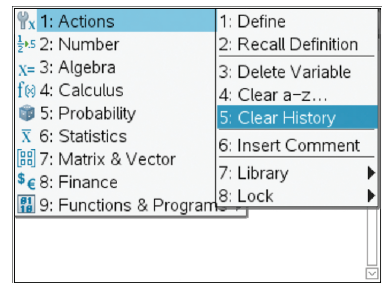 1: Actions
2: Number
3: Algebra
4: Calculus
5: Probability
6: Statistics
7: Matrix & Vector
8: Finance
9: Functions & Program
1: Define
2: Recall Definition
3: Delete Variable
4: Clear a–z...
5: Clear History
6: Insert Comment
7: Library
8: Lock